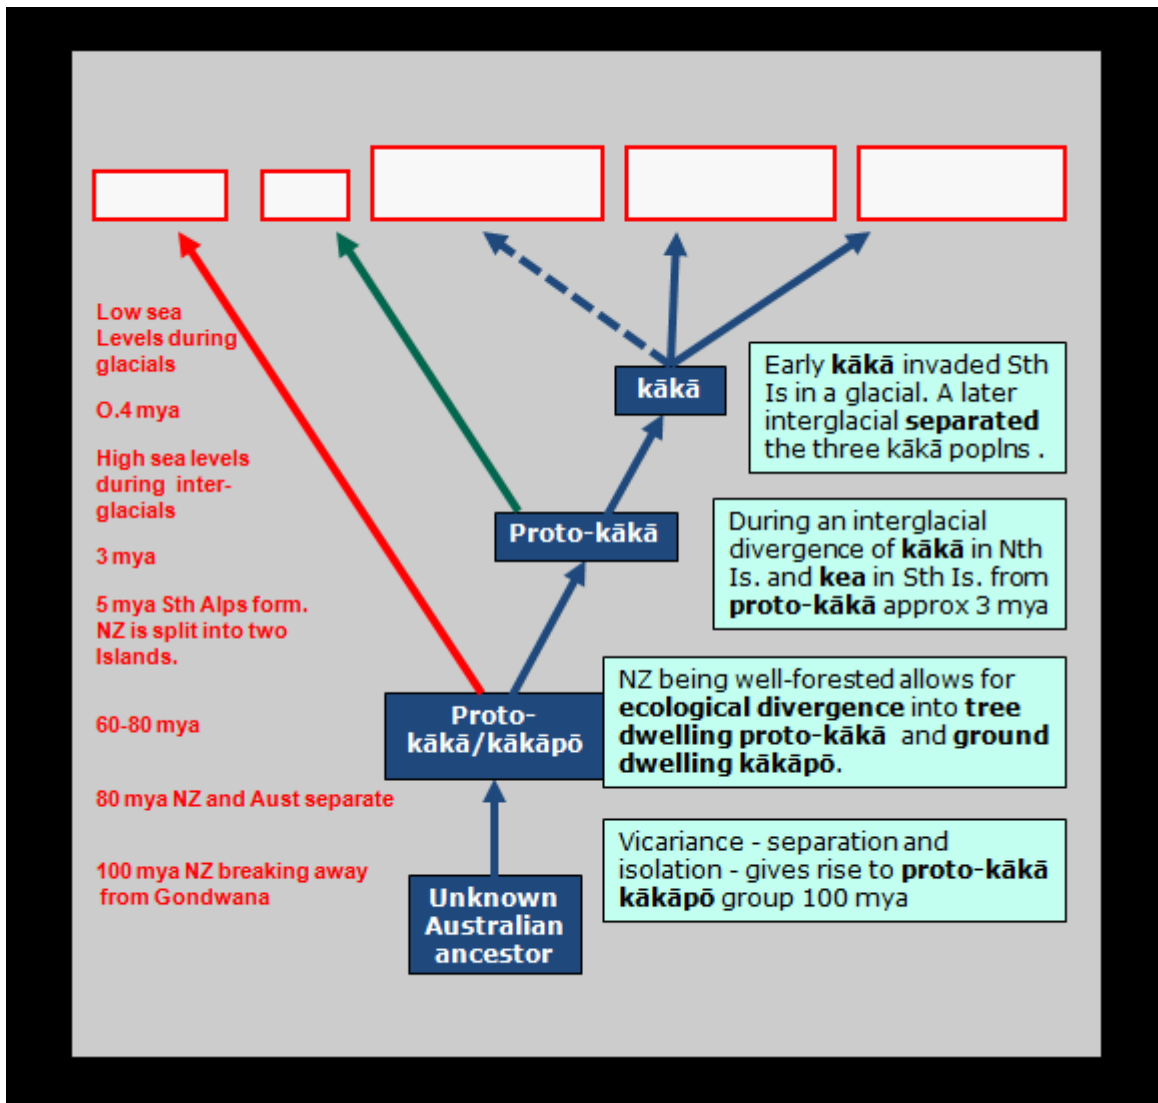 Low sea
Levels during
glacials
O.4 mya
High sea levels
during inter-
glacials
3 mya
5 mya Sth Alps form.
NZ is split into two
Islands.
60-80 mya
80 mya NZ and Aust separate
100 mya NZ breaking away
from Gondwana
kākā
Early kākā invaded Sth
Is in a glacial. A later
interglacial separated
the three kākā poplns .
Proto-kākā
During an interglacial
divergence of kākā in Nth
Is. and kea in Sth Is. from
proto-kākā approx 3 mya
Proto-
kākā/kākāpō
NZ being well-forested allows for
ecological divergence into tree
dwelling proto-kākā and ground
dwelling kākāpō.
Unknown
Australian
ancestor
Vicariance - separation and
isolation - gives rise to proto-kākā
kākāpō group 100 mya